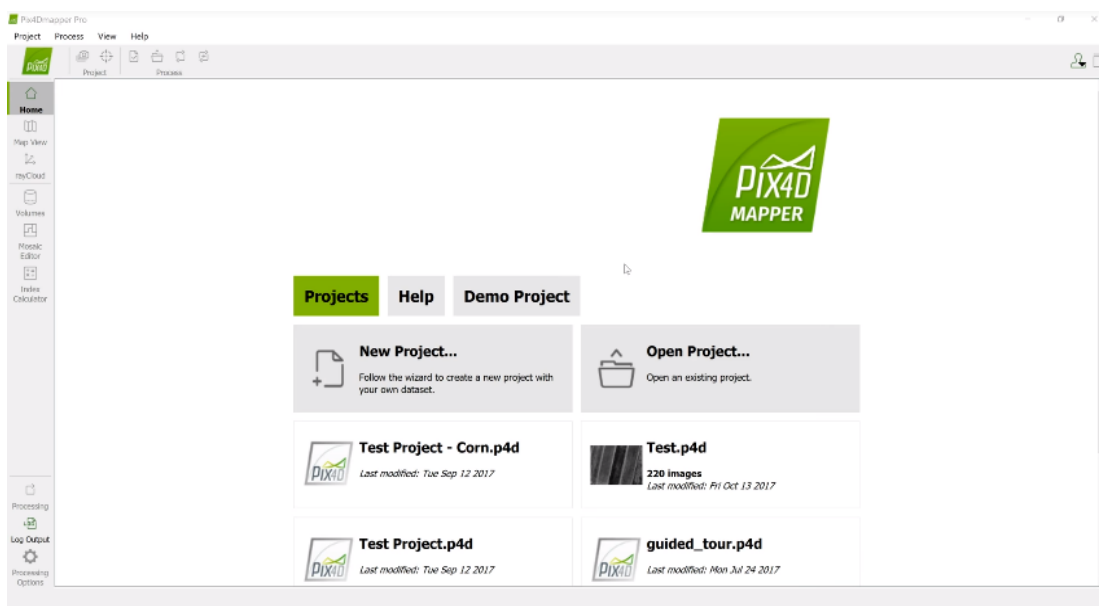 Pix4Dmapper Pro
Project Process View Help
PIX4D
Project
Process
Home
Map View
rayCloud
Volumes
Mosaic
Editor
Index
Calculator
PIX4D
MAPPER
Projects
Help
Demo Project
New Project...
Follow the wizard to create a new project with
your own dataset.
Open Project...
Open an existing project.
PIX4D
Test Project - Corn.p4d
Last modified: Tue Sep 12 2017
Test.p4d
220 images
Last modified: Fri Oct 13 2017
PIX4D
Test Project.p4d
Last modified: Tue Sep 12 2017
PIX4D
guided_tour.p4d
Last modified: Mon Jul 24 2017
Processing
Log Output
Processing
Options